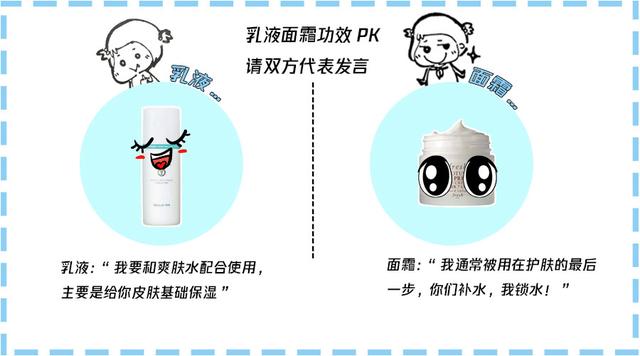 乳液面霜功效 PK
请双方代表发言
乳液...
面霜...
乳液：“我要和爽肤水配合使用，
主要是给你皮肤基础保湿”
面霜：“我通常被用在护肤的最后
一步，你们补水，我锁水！”